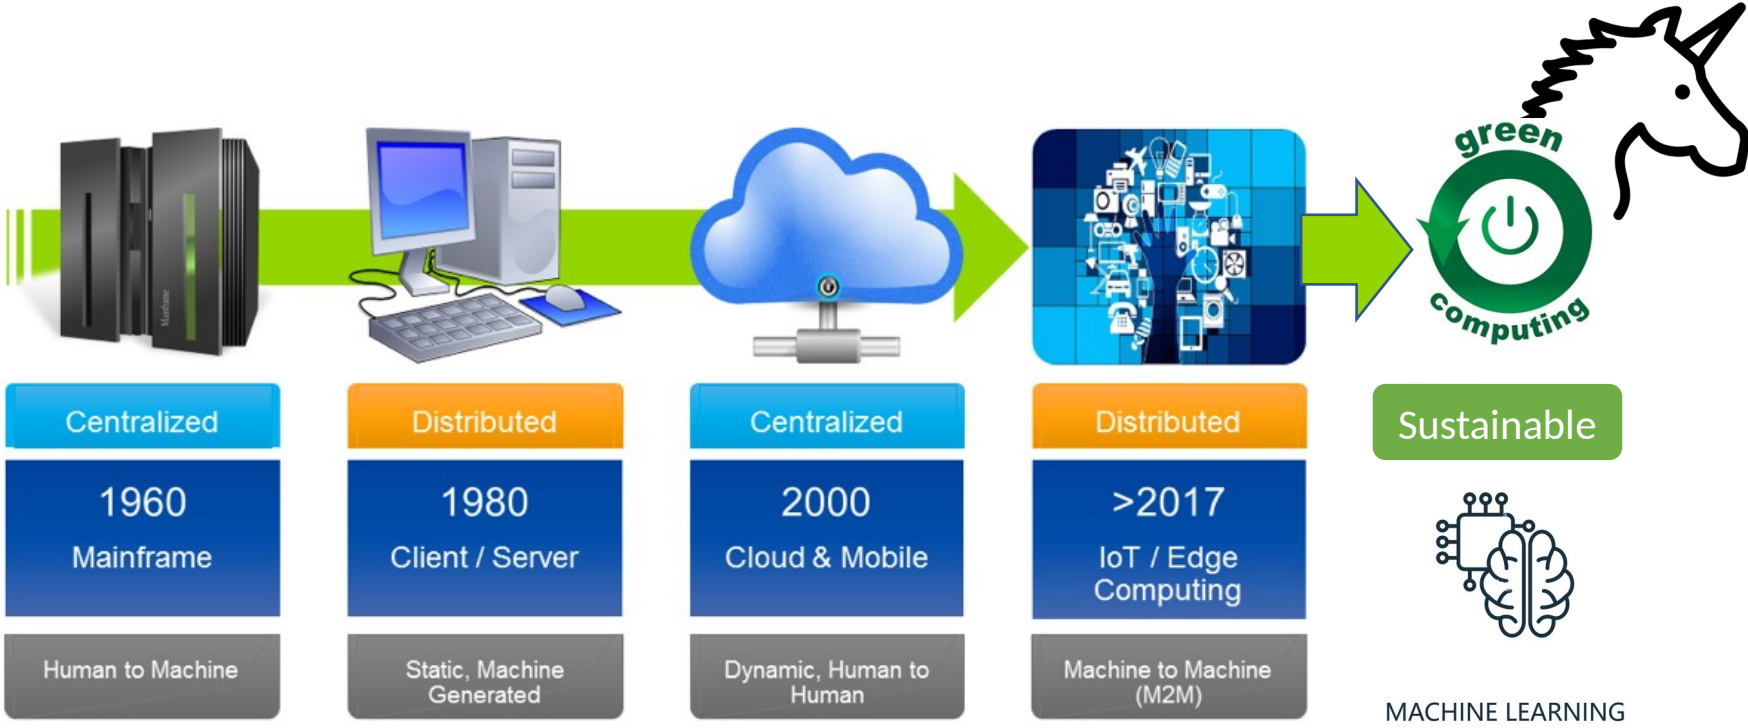 green
computing
Mainframe
Centralized
Distributed
Centralized
Distributed
Sustainable
1960
Mainframe
1980
Client / Server
2000
Cloud & Mobile
>2017
IoT / Edge
Computing
Human to Machine
Static, Machine
Generated
Dynamic, Human to
Human
Machine to Machine
(M2M)
MACHINE LEARNING